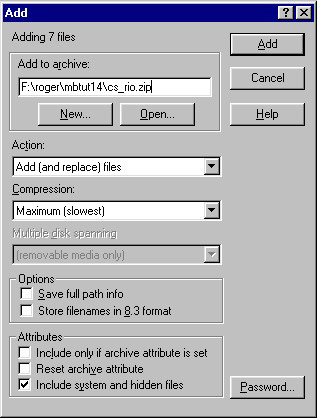 Add
Adding 7 files
Add
Add to archive:
F:\roger\mbtut14\cs_rio.zip
Cancel
New...
Open...
Help
Action:
Add (and replace) files
Compression:
Maximum (slowest)
Multiple disk spanning
(removable media only)
Options
Save full path info
Store filenames in 8.3 format
Attributes
Include only if archive attribute is set
Reset archive attribute
Include system and hidden files
Password...